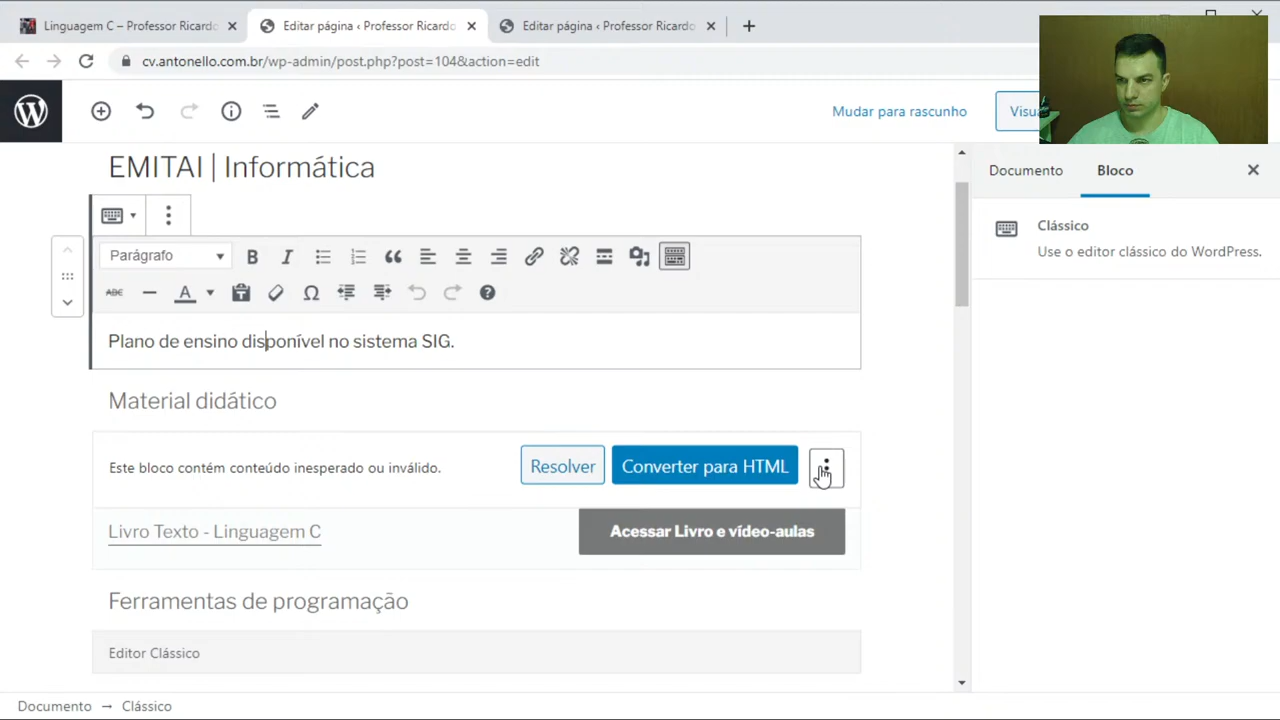 Linguagem C – Professor Ricardo
Editar página ‹ Professor Ricardo
Editar página ‹ Professor Ricardo
cv.antonello.com.br/wp-admin/post.php?post=104&action=edit
Mudar para rascunho
EMITAI | Informática
Documento
Bloco
Clássico
Use o editor clássico do WordPress.
Parágrafo
B I
ABC A
Plano de ensino disponível no sistema SIG.
Material didático
Este bloco contém conteúdo inesperado ou inválido.
Resolver
Converter para HTML
Livro Texto - Linguagem C
Acessar Livro e vídeo-aulas
Ferramentas de programação
Editor Clássico
Documento → Clássico